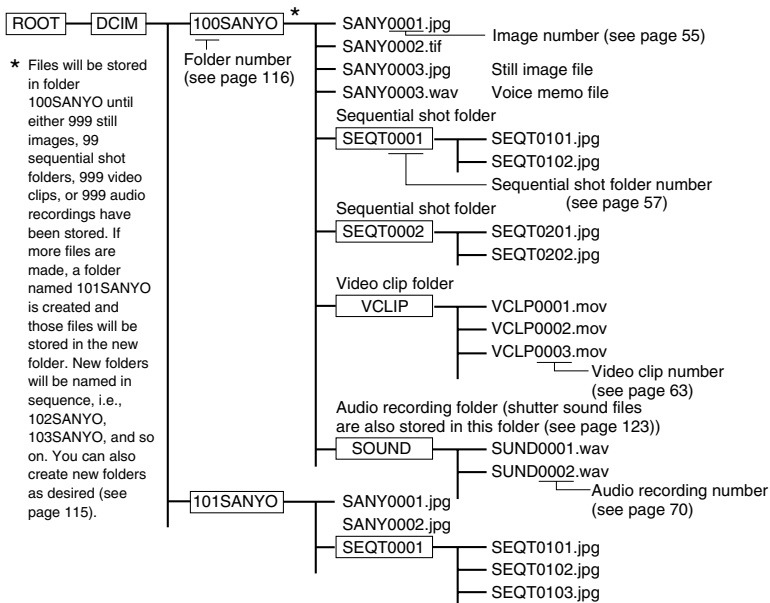 ROOT DCIM 100SANYO *
SANY0001.jpg
Image number (see page 55)
SANY0002.tif
Folder number
(see page 116)
SANY0003.jpg Still image file
SANY0003.wav Voice memo file
* Files will be stored
in folder
100SANYO until
either 999 still
images, 99
sequential shot
folders, 999 video
clips, or 999 audio
recordings have
been stored. If
more files are
made, a folder
named 101SANYO
is created and
those files will be
stored in the new
folder. New folders
will be named in
sequence, i.e.,
102SANYO,
103SANYO, and so
on. You can also
create new folders
as desired (see
page 115).
Sequential shot folder
SEQT0001 SEQT0101.jpg
SEQT0102.jpg
Sequential shot folder number
(see page 57)
Sequential shot folder
SEQT0002 SEQT0201.jpg
SEQT0202.jpg
Video clip folder
VCLIP VCLP0001.mov
VCLP0002.mov
VCLP0003.mov
Video clip number
(see page 63)
Audio recording folder (shutter sound files
are also stored in this folder (see page 123))
SOUND SUND0001.wav
SUND0002.wav
Audio recording number
(see page 70)
101SANYO SANY0001.jpg
SANY0002.jpg
SEQT0001 SEQT0101.jpg
SEQT0102.jpg
SEQT0103.jpg